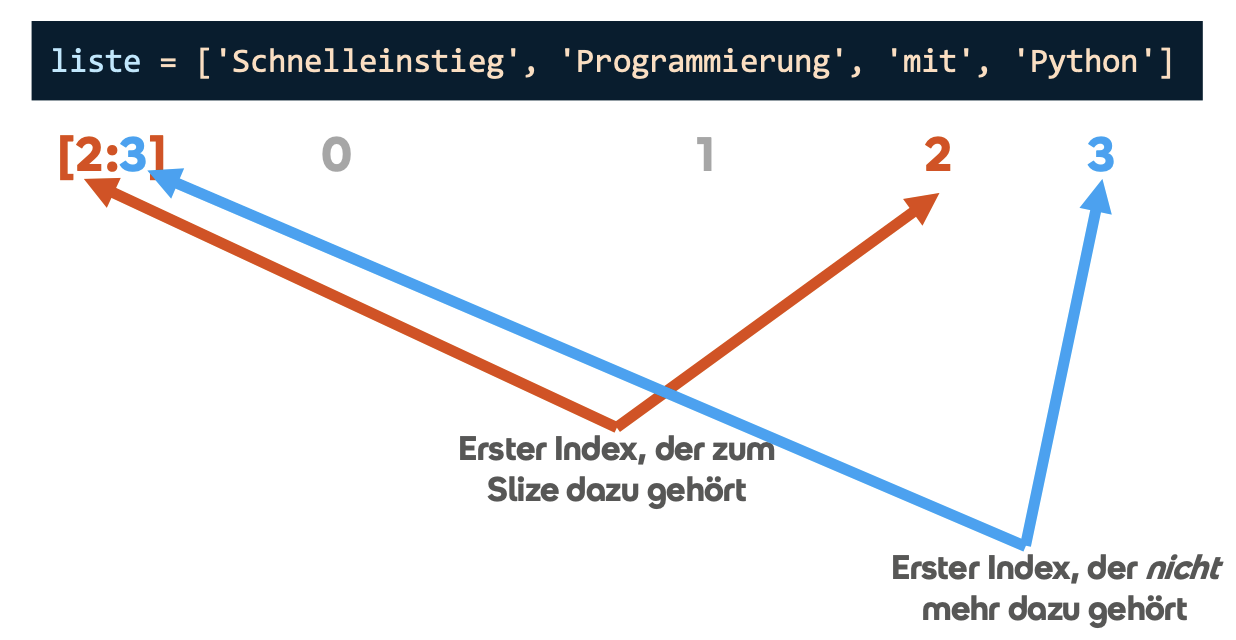 liste = ['Schnelleinstieg', 'Programmierung', 'mit', 'Python']
[2:3] 0 1 2 3
Erster Index, der zum
Slize dazu gehört
Erster Index, der nicht
mehr dazu gehört